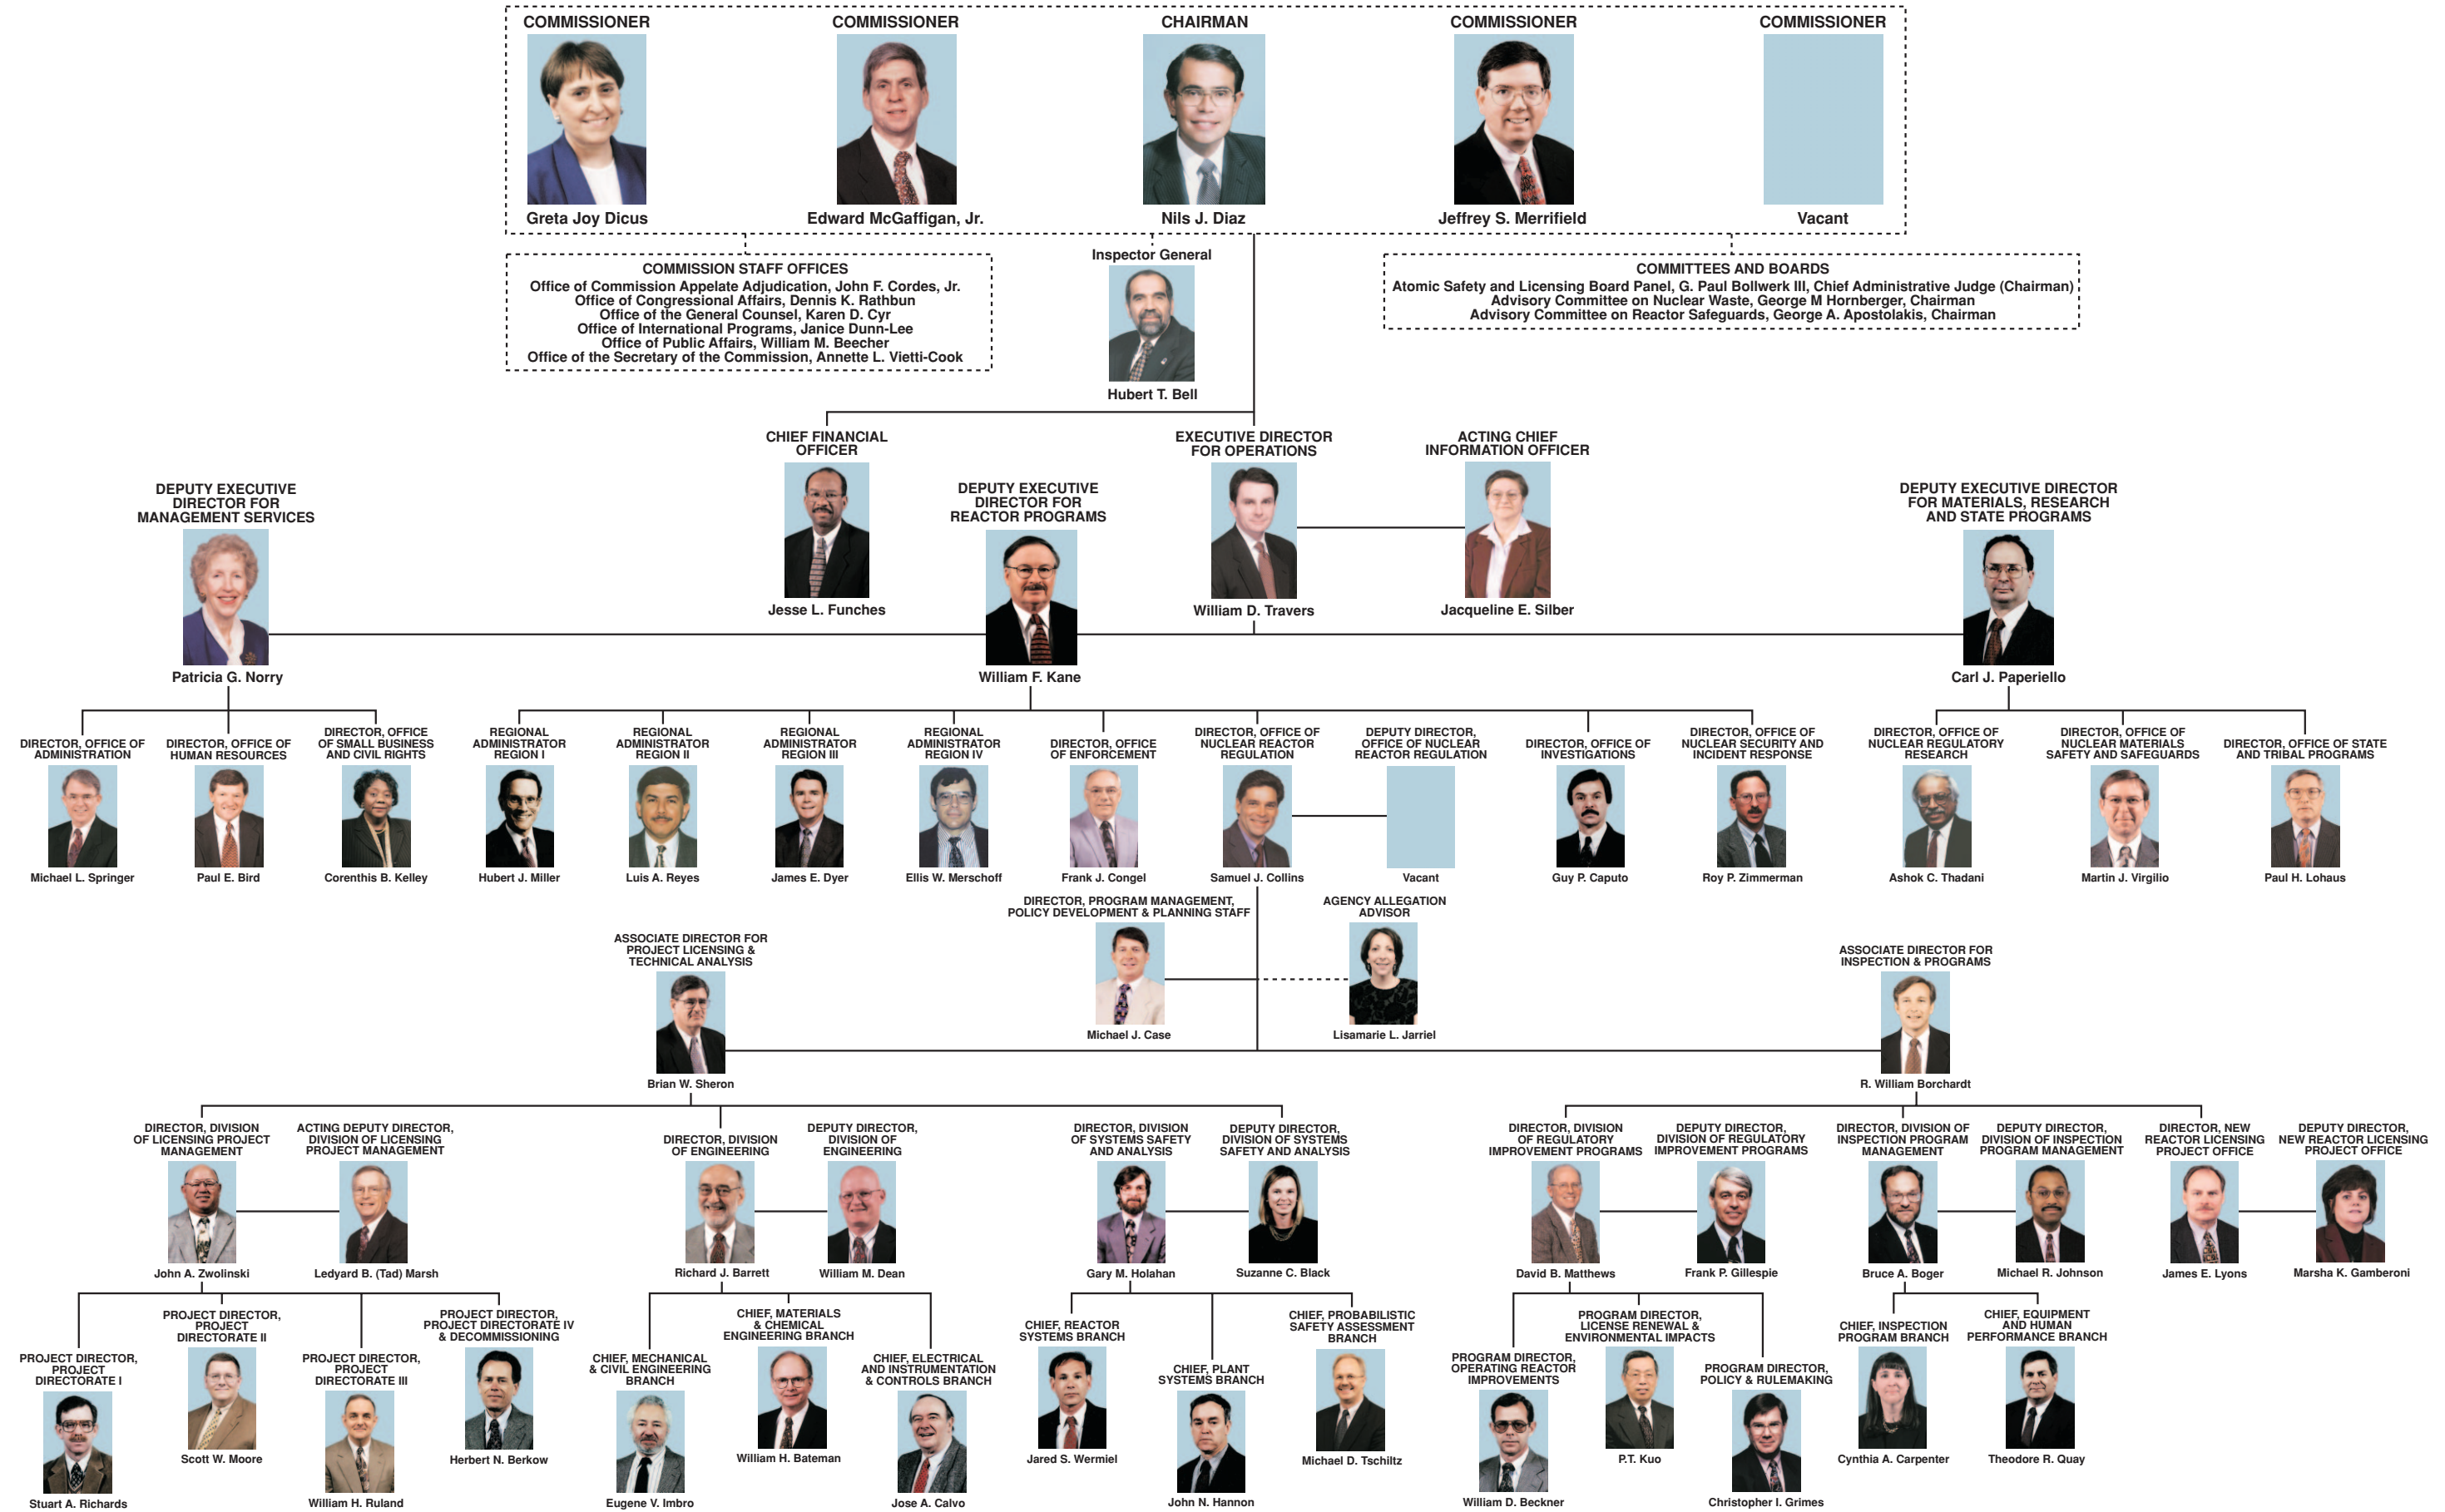 COMMISSIONER
Greta Joy Dicus
COMMISSIONER
Edward McGaffigan, Jr.
CHAIRMAN
Nils J. Diaz
COMMISSIONER
Jeffrey S. Merrifield
COMMISSIONER
Vacant
COMMISSION STAFF OFFICES
Office of Commission Appelate Adjudication, John F. Cordes, Jr.
Office of Congressional Affairs, Dennis K. Rathbun
Office of the General Counsel, Karen D. Cyr
Office of International Programs, Janice Dunn-Lee
Office of Public Affairs, William M. Beecher
Office of the Secretary of the Commission, Annette L. Vietti-Cook
Inspector General
Hubert T. Bell
COMMITTEES AND BOARDS
Atomic Safety and Licensing Board Panel, G. Paul Bollwerk III, Chief Administrative Judge (Chairman)
Advisory Committee on Nuclear Waste, George M Hornberger, Chairman
Advisory Committee on Reactor Safeguards, George A. Apostolakis, Chairman
CHIEF FINANCIAL
OFFICER
Jesse L. Funches
EXECUTIVE DIRECTOR
FOR OPERATIONS
William D. Travers
ACTING CHIEF
INFORMATION OFFICER
Jacqueline E. Silber
DEPUTY EXECUTIVE
DIRECTOR FOR
MANAGEMENT SERVICES
Patricia G. Norry
DEPUTY EXECUTIVE
DIRECTOR FOR
REACTOR PROGRAMS
William F. Kane
DEPUTY EXECUTIVE DIRECTOR
FOR MATERIALS, RESEARCH
AND STATE PROGRAMS
Carl J. Paperiello
DIRECTOR, OFFICE OF
ADMINISTRATION
Michael L. Springer
DIRECTOR, OFFICE OF
HUMAN RESOURCES
Paul E. Bird
DIRECTOR, OFFICE
OF SMALL BUSINESS
AND CIVIL RIGHTS
Corenthis B. Kelley
REGIONAL
ADMINISTRATOR
REGION I
Hubert J. Miller
REGIONAL
ADMINISTRATOR
REGION II
Luis A. Reyes
REGIONAL
ADMINISTRATOR
REGION III
James E. Dyer
REGIONAL
ADMINISTRATOR
REGION IV
Ellis W. Merschoff
DIRECTOR, OFFICE
OF ENFORCEMENT
Frank J. Congel
DIRECTOR, OFFICE OF
NUCLEAR REACTOR
REGULATION
Samuel J. Collins
DEPUTY DIRECTOR,
OFFICE OF NUCLEAR
REACTOR REGULATION
Vacant
DIRECTOR, OFFICE OF
INVESTIGATIONS
Guy P. Caputo
DIRECTOR, OFFICE OF
NUCLEAR SECURITY AND
INCIDENT RESPONSE
Roy P. Zimmerman
DIRECTOR, OFFICE OF
NUCLEAR REGULATORY
RESEARCH
Ashok C. Thadani
DIRECTOR, OFFICE OF
NUCLEAR MATERIALS
SAFETY AND SAFEGUARDS
Martin J. Virgilio
DIRECTOR, OFFICE OF STATE
AND TRIBAL PROGRAMS
Paul H. Lohaus
DIRECTOR, PROGRAM MANAGEMENT,
POLICY DEVELOPMENT & PLANNING STAFF
Michael J. Case
AGENCY ALLEGATION
ADVISOR
Lisamarie L. Jarriel
ASSOCIATE DIRECTOR FOR
PROJECT LICENSING &
TECHNICAL ANALYSIS
Brian W. Sheron
ASSOCIATE DIRECTOR FOR
INSPECTION & PROGRAMS
R. William Borchardt
DIRECTOR, DIVISION
OF LICENSING PROJECT
MANAGEMENT
John A. Zwolinski
ACTING DEPUTY DIRECTOR,
DIVISION OF LICENSING
PROJECT MANAGEMENT
Ledyard B. (Tad) Marsh
DIRECTOR, DIVISION
OF ENGINEERING
Richard J. Barrett
DEPUTY DIRECTOR,
DIVISION OF
ENGINEERING
William M. Dean
DIRECTOR, DIVISION
OF SYSTEMS SAFETY
AND ANALYSIS
Gary M. Holahan
DEPUTY DIRECTOR,
DIVISION OF SYSTEMS
SAFETY AND ANALYSIS
Suzanne C. Black
DIRECTOR, DIVISION
OF REGULATORY
IMPROVEMENT PROGRAMS
David B. Matthews
DEPUTY DIRECTOR,
DIVISION OF REGULATORY
IMPROVEMENT PROGRAMS
Frank P. Gillespie
DIRECTOR, DIVISION OF
INSPECTION PROGRAM
MANAGEMENT
Bruce A. Boger
DEPUTY DIRECTOR,
DIVISION OF INSPECTION
PROGRAM MANAGEMENT
Michael R. Johnson
DIRECTOR, NEW
REACTOR LICENSING
PROJECT OFFICE
James E. Lyons
DEPUTY DIRECTOR,
NEW REACTOR LICENSING
PROJECT OFFICE
Marsha K. Gamberoni
PROJECT DIRECTOR,
PROJECT
DIRECTORATE I
Stuart A. Richards
PROJECT DIRECTOR,
PROJECT
DIRECTORATE II
Scott W. Moore
PROJECT DIRECTOR,
PROJECT
DIRECTORATE III
William H. Ruland
PROJECT DIRECTOR,
PROJECT DIRECTORATE IV
& DECOMMISSIONING
Herbert N. Berkow
CHIEF, MECHANICAL
& CIVIL ENGINEERING
BRANCH
Eugene V. Imbro
CHIEF, MATERIALS
& CHEMICAL
ENGINEERING BRANCH
William H. Bateman
CHIEF, ELECTRICAL
AND INSTRUMENTATION
& CONTROLS BRANCH
Jose A. Calvo
CHIEF, REACTOR
SYSTEMS BRANCH
Jared S. Wermiel
CHIEF, PLANT
SYSTEMS BRANCH
John N. Hannon
CHIEF, PROBABILISTIC
SAFETY ASSESSMENT
BRANCH
Michael D. Tschiltz
PROGRAM DIRECTOR,
OPERATING REACTOR
IMPROVEMENTS
William D. Beckner
PROGRAM DIRECTOR,
LICENSE RENEWAL &
ENVIRONMENTAL IMPACTS
P.T. Kuo
PROGRAM DIRECTOR,
POLICY & RULEMAKING
Christopher I. Grimes
CHIEF, INSPECTION
PROGRAM BRANCH
Cynthia A. Carpenter
CHIEF, EQUIPMENT
AND HUMAN
PERFORMANCE BRANCH
Theodore R. Quay